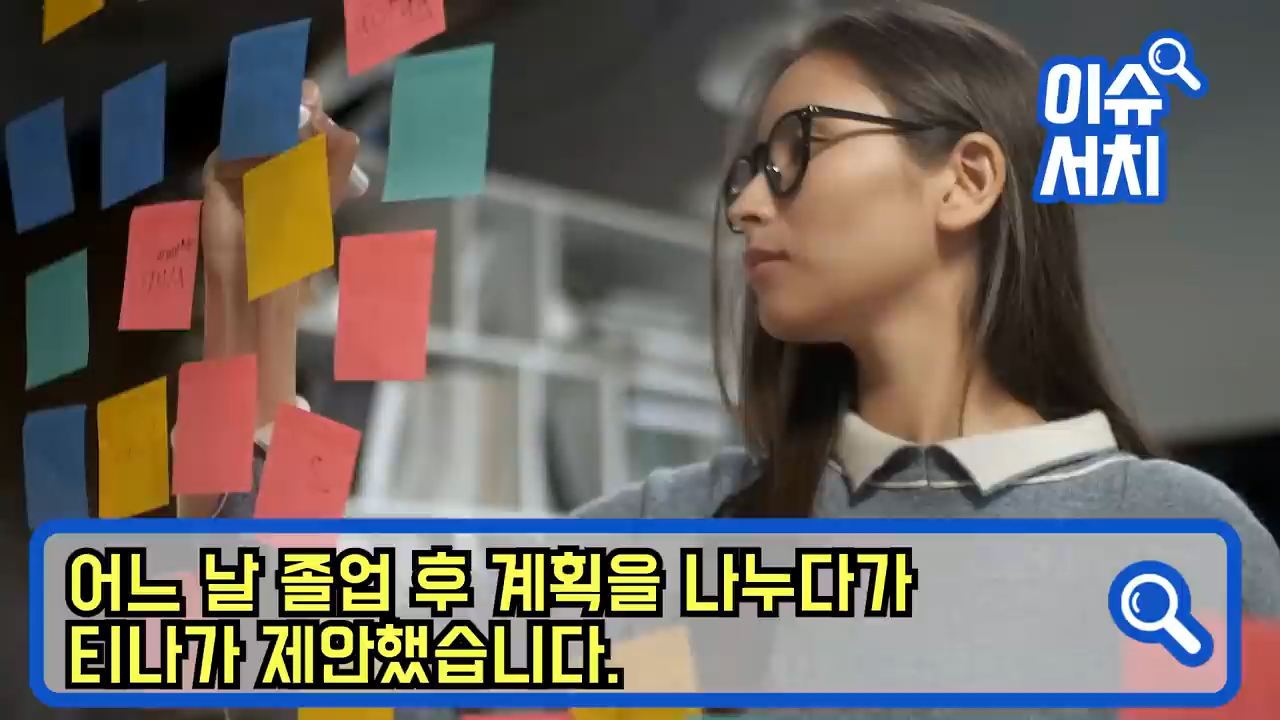 이슈
서치
어느 날 졸업 후 계획을 나누다가
티나가 제안했습니다.